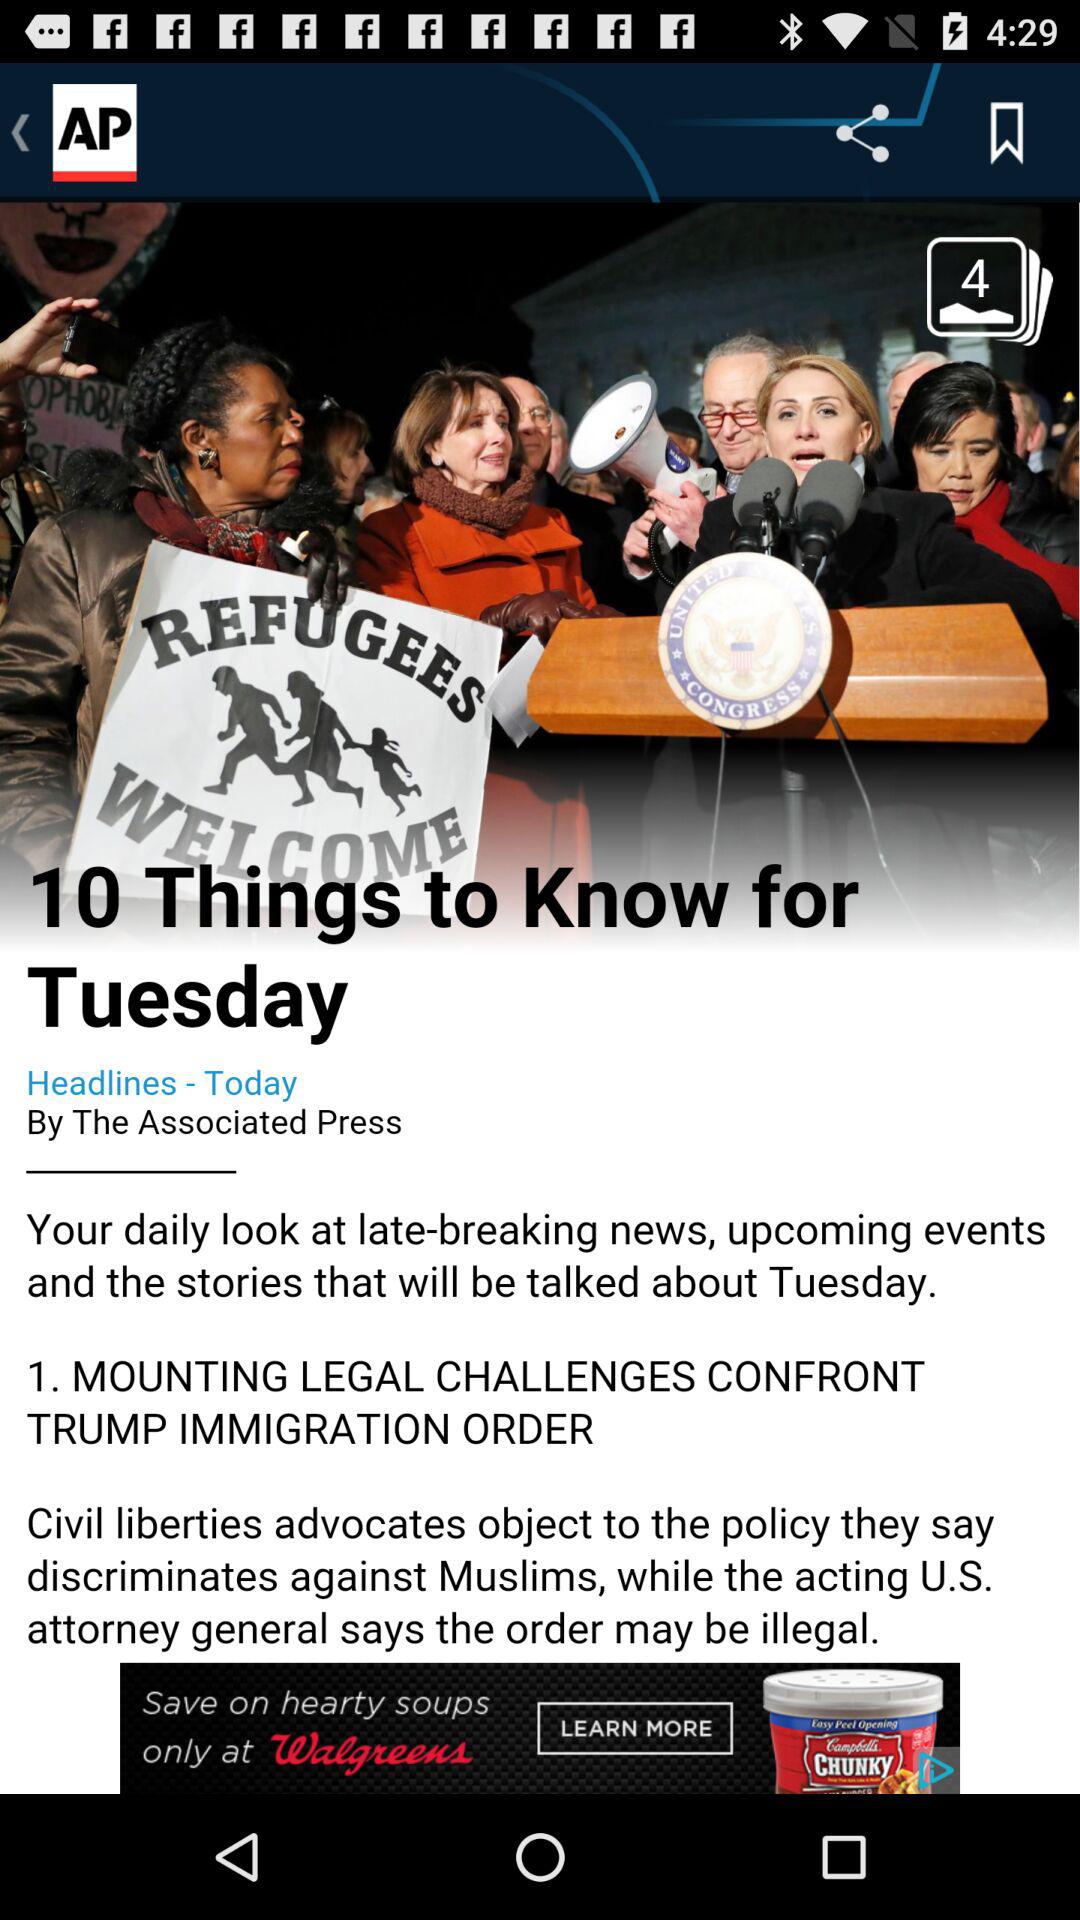 4:29
AP
4
OPHOBI
MANY
REFUGEES
WELCOME
UNITED
CONGRESS
10 Things to Know for
Tuesday
Headlines - Today
By The Associated Press
Your daily look at late-breaking news, upcoming events
and the stories that will be talked about Tuesday.
1. MOUNTING LEGAL CHALLENGES CONFRONT
TRUMP IMMIGRATION ORDER
Civil liberties advocates object to the policy they say
discriminates against Muslims, while the acting U.S.
attorney general says the order may be illegal.
Save on hearty soups
only at Walgreens
LEARN MORE
Easy Peel Opening
Campbell's
CHUNKY